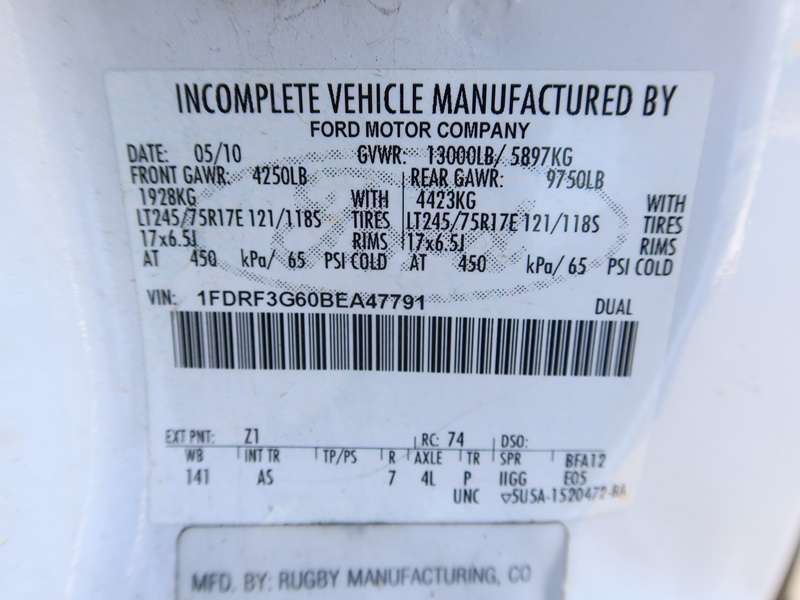 INCOMPLETE VEHICLE MANUFACTURED BY
FORD MOTOR COMPANY
DATE: 05/10 GVWR: 13000LB/ 5897KG
FRONT GAWR: 4250LB REAR GAWR: 9750LB
1928KG WITH 4423KG WITH
LT245/75R17E 121/118S TIRES LT245/75R17E 121/118S TIRES
17x6.5J RIMS 17x6.5J RIMS
AT 450 kPa/ 65 PSI COLD AT 450 kPa/ 65 PSI COLD
VIN: 1FDRF3G60BEA47791 DUAL
EXT PNT: Z1 RC: 74 DSO:
WB INT TR TP/PS R AXLE TR SPR BFA12
141 AS 7 4L P IIGG E05
UNC ▽5U5A-1520472-BA
MFD. BY: RUGBY MANUFACTURING, CO